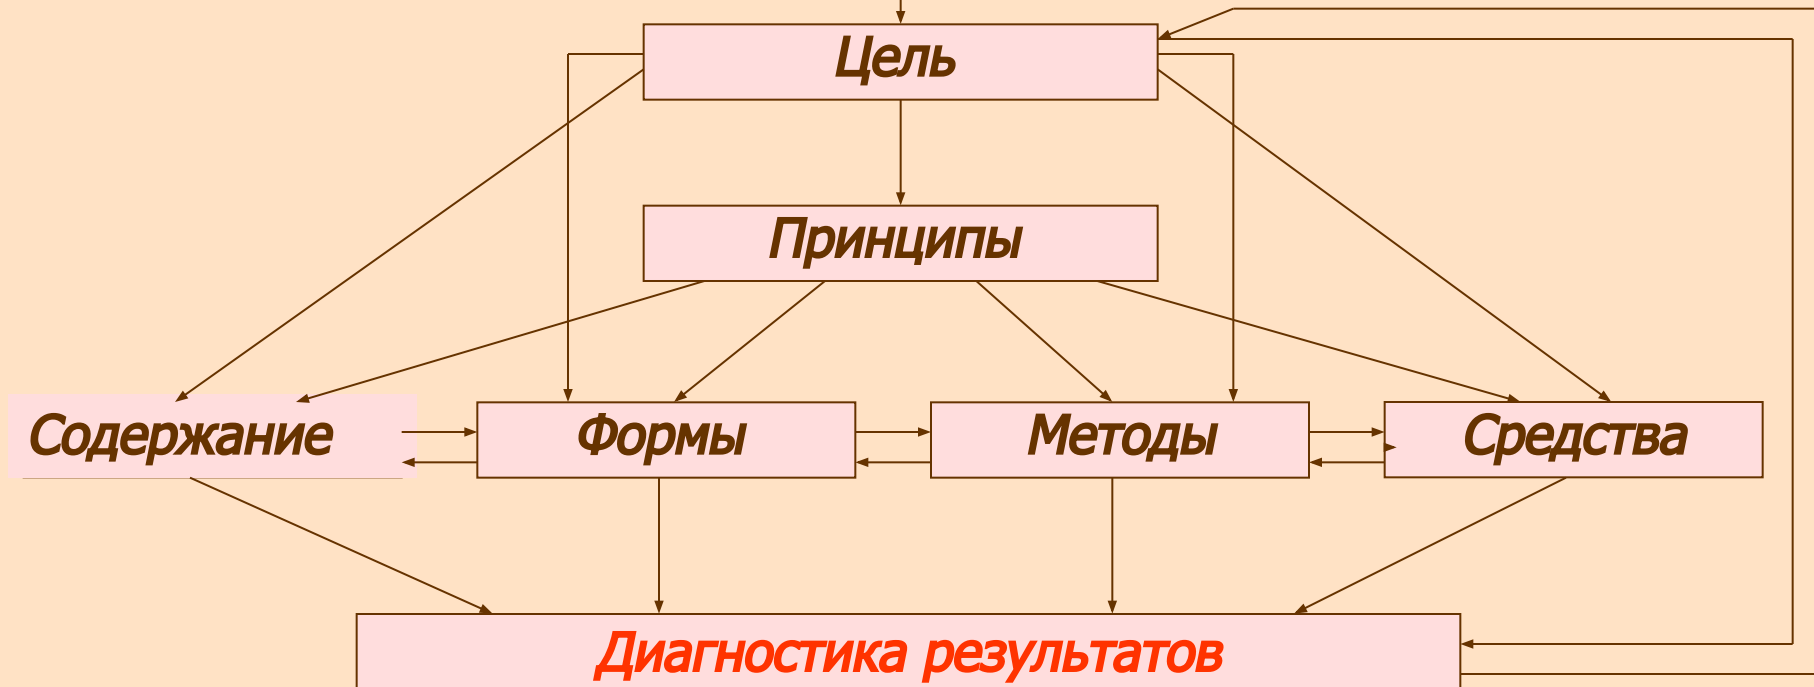 Цель
Принципы
Содержание
Формы
Методы
Средства
Диагностика результатов